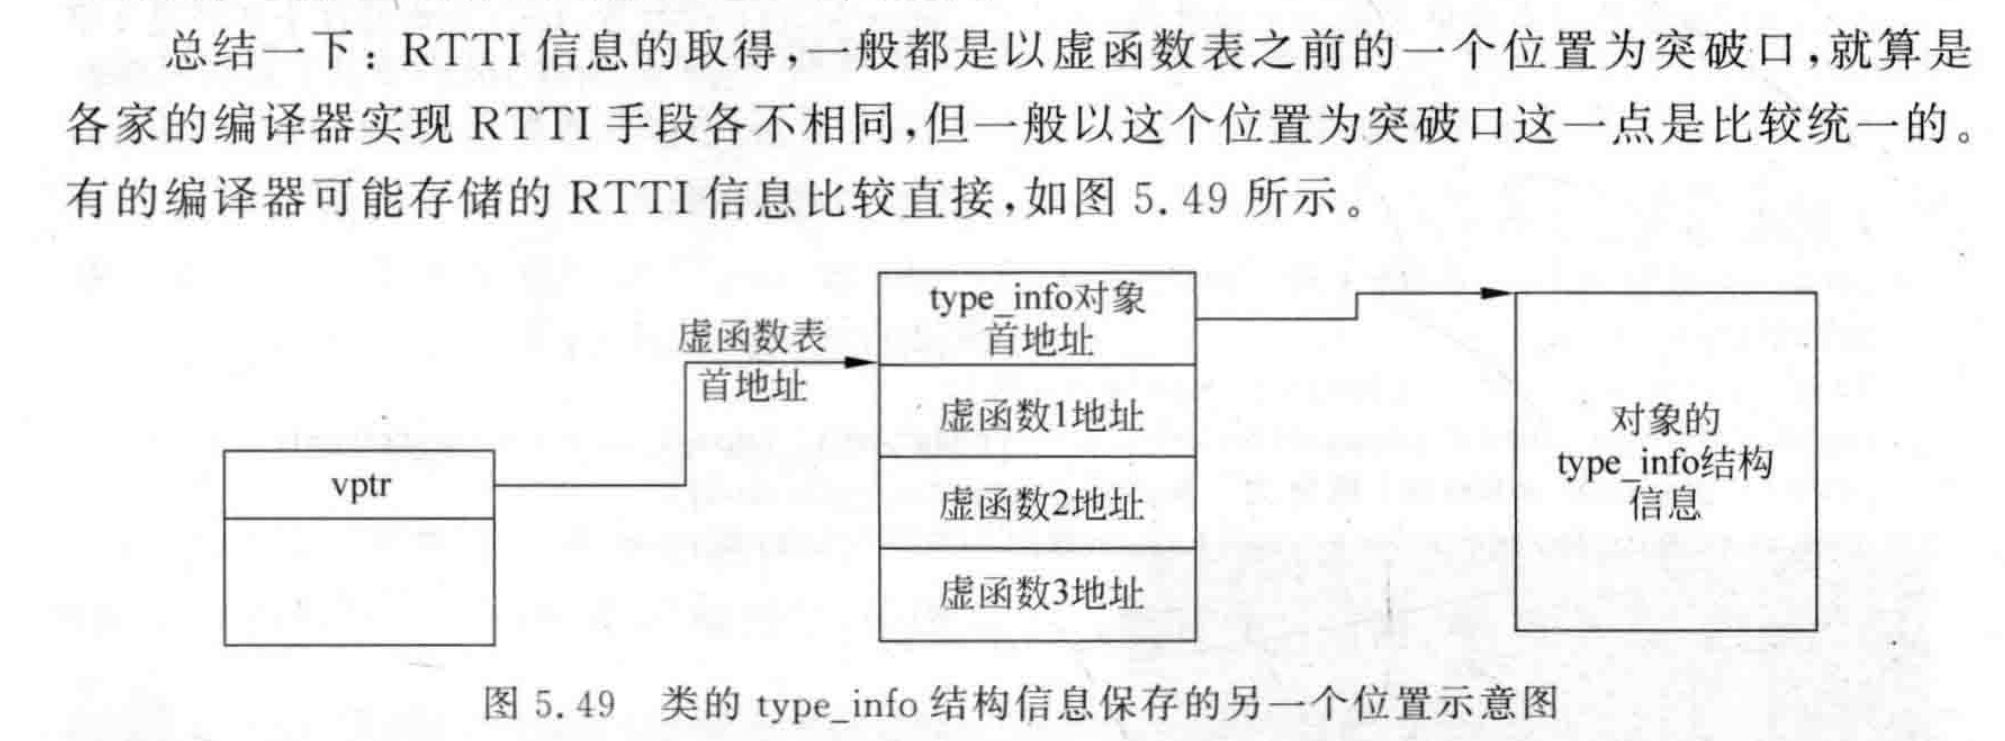 总结一下：RTTI 信息的取得，一般都是以虚函数表之前的一个位置为突破口，就算是
各家的编译器实现 RTTI 手段各不相同，但一般以这个位置为突破口这一点是比较统一的。
有的编译器可能存储的 RTTI 信息比较直接，如图 5.49 所示。
type_info对象
首地址
虚函数表
首地址
虚函数1地址
对象的
type_info结构
信息
vptr
虚函数2地址
虚函数3地址
图 5.49 类的 type_info 结构信息保存的另一个位置示意图